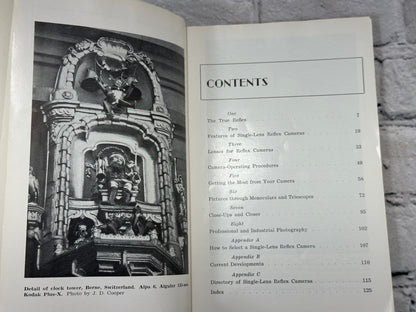 Detail of clock tower, Berne, Switzerland. Alpa 6, Algular 135-mm
Kodak Plus-X. Photo by J. D. Cooper
CONTENTS
One
The True Reflex 7
Two
Features of Single-Lens Reflex Cameras 19
Three
Lenses for Reflex Cameras 33
Four
Camera-Operating Procedures 49
Five
Getting the Most from Your Camera 58
Six
Pictures through Monoculars and Telescopes 72
Seven
Close-Ups and Closer 95
Eight
Professional and Industrial Photography 102
Appendix A
How to Select a Single-Lens Reflex Camera 107
Appendix B
Current Developments 110
Appendix C
Directory of Single-Lens Reflex Cameras 115
Index 125